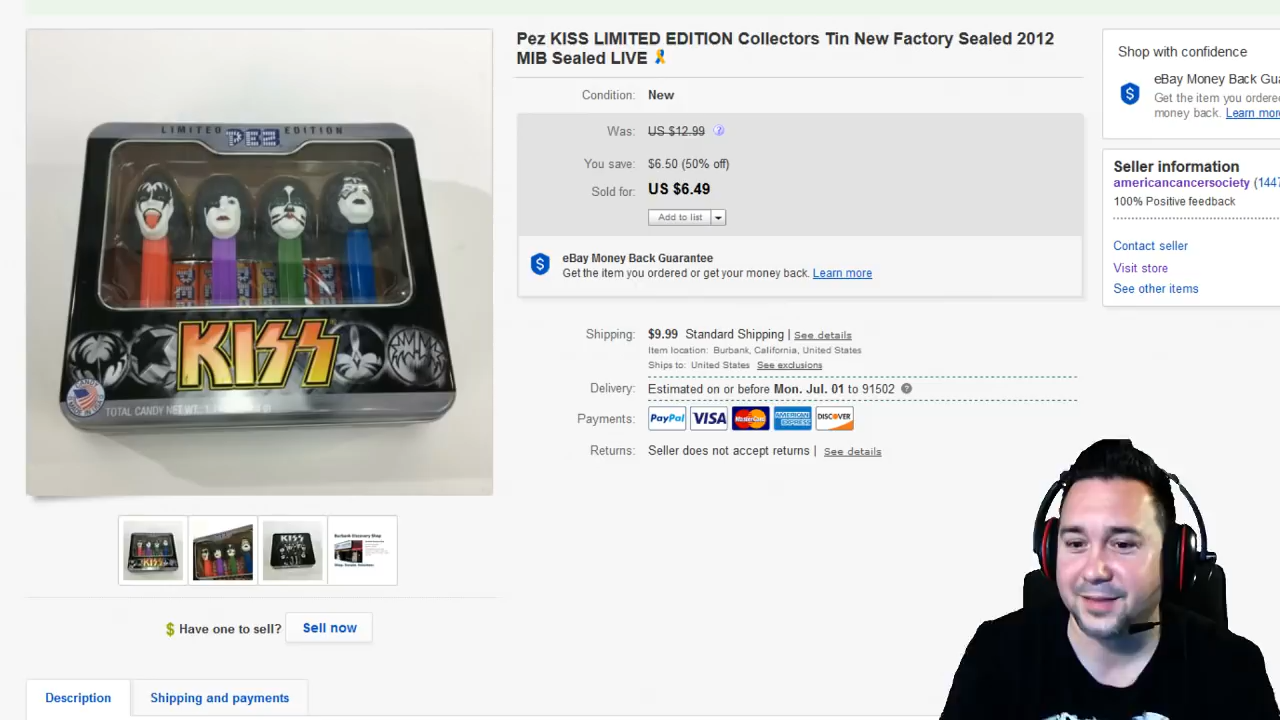 Pez KISS LIMITED EDITION Collectors Tin New Factory Sealed 2012
MIB Sealed LIVE
Condition: New
Was: US $12.99
You save: $6.50 (50% off)
Sold for: US $6.49
Add to list
eBay Money Back Guarantee
Get the item you ordered or get your money back. Learn more
Shipping: $9.99 Standard Shipping | See details
Item location: Burbank, California, United States
Ships to: United States See exclusions
Delivery: Estimated on or before Mon. Jul. 01 to 91502
Payments: PayPal VISA MasterCard AMERICAN EXPRESS DISCOVER
Returns: Seller does not accept returns | See details
Shop with confidence
eBay Money Back Gua
Get the item you ordere
money back. Learn mor
Seller information
americancancersociety (1447
100% Positive feedback
Contact seller
Visit store
See other items
LIMITED PEZ EDITION
KISS
TOTAL CANDY NET WT.
KISS
Burbank Discovery Shop
$ Have one to sell? Sell now
Description
Shipping and payments